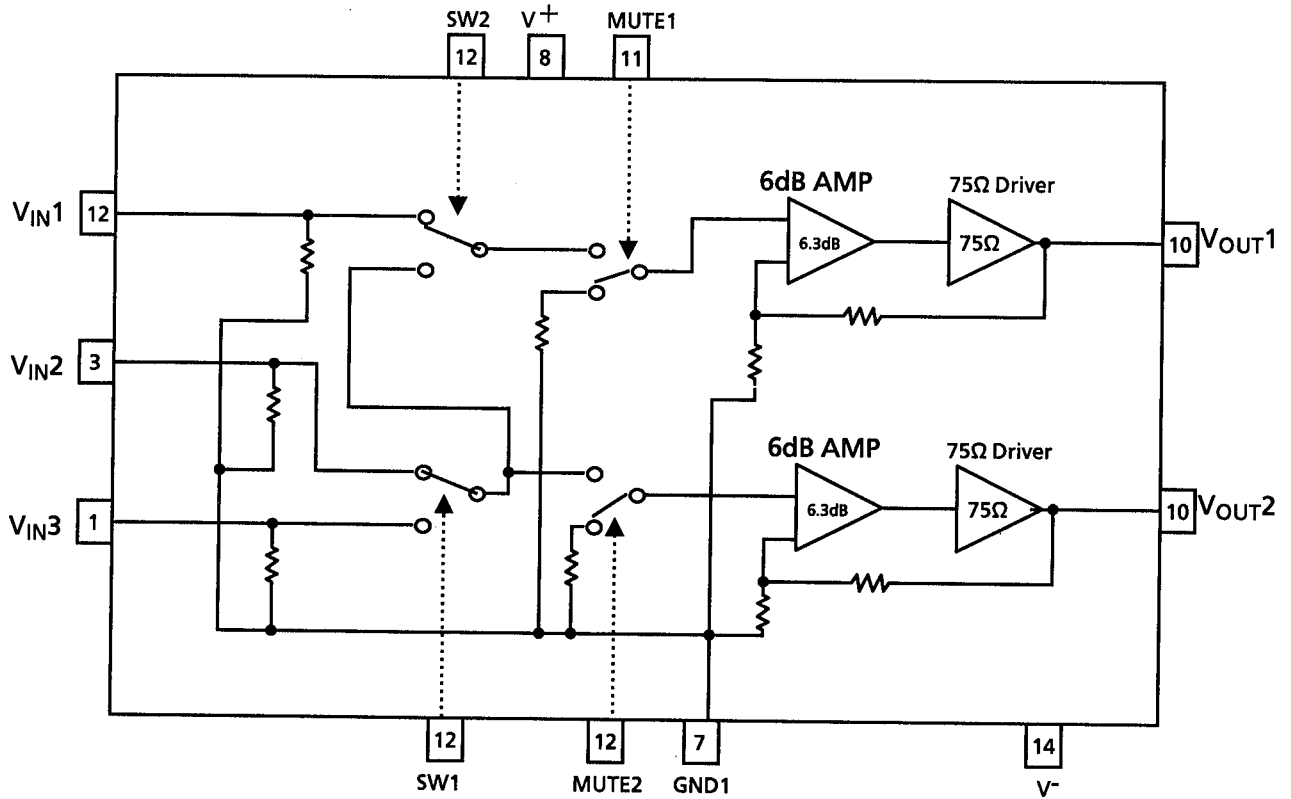 SW2
V+
MUTE1
12
8
11
6dB AMP
75Ω Driver
VIN1
12
6.3dB
75Ω
10
VOUT1
VIN2
3
6dB AMP
75Ω Driver
VIN3
1
6.3dB
75Ω
10
VOUT2
12
12
7
14
SW1
MUTE2
GND1
V-